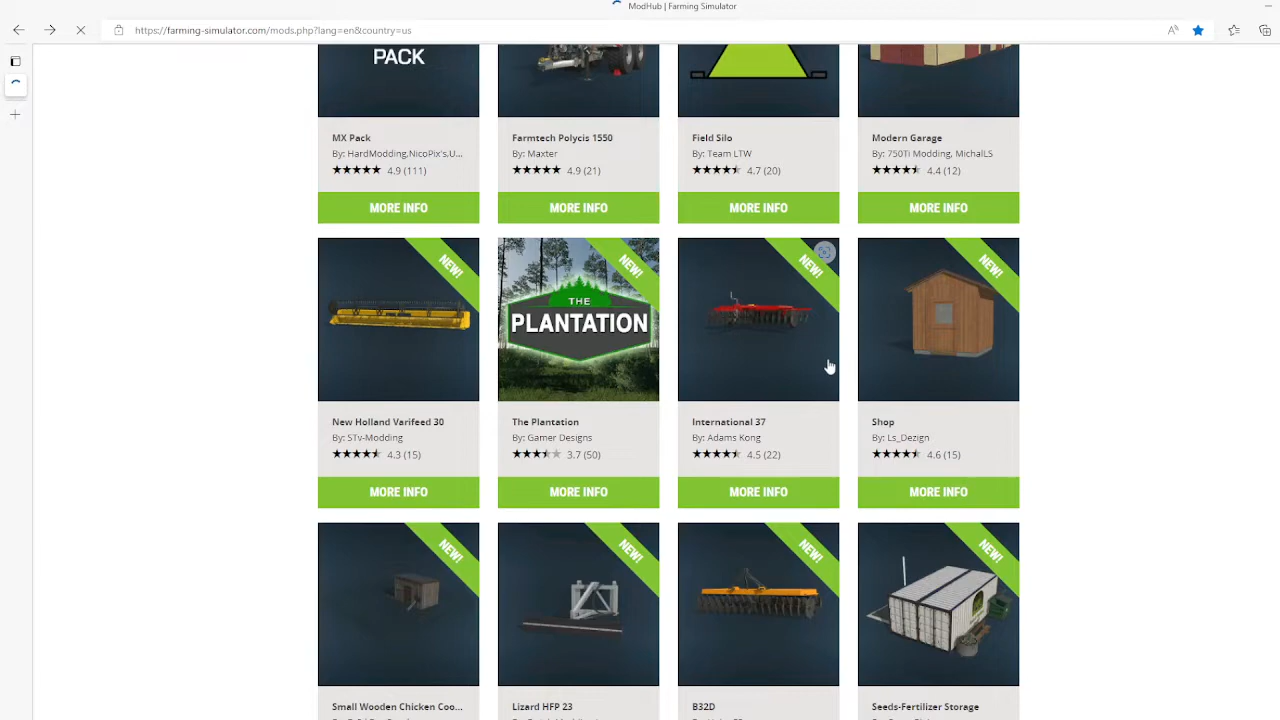 ModHub | Farming Simulator
https://farming-simulator.com/mods.php?lang=en&country=us
PACK
MX Pack
By: HardModding,NicoPix's,U...
4.9 (111)
MORE INFO
Farmtech Polycis 1550
By: Maxter
4.9 (21)
MORE INFO
Field Silo
By: Team LTW
4.7 (20)
MORE INFO
Modern Garage
By: 750Ti Modding, MichalLS
4.4 (12)
MORE INFO
NEW!
New Holland Varifeed 30
By: STv-Modding
4.3 (15)
MORE INFO
NEW!
THE
PLANTATION
The Plantation
By: Gamer Designs
3.7 (50)
MORE INFO
NEW!
International 37
By: Adams Kong
4.5 (22)
MORE INFO
NEW!
Shop
By: Ls_Dezign
4.6 (15)
MORE INFO
NEW!
Small Wooden Chicken Coo...
NEW!
Lizard HFP 23
NEW!
B32D
NEW!
Seeds-Fertilizer Storage